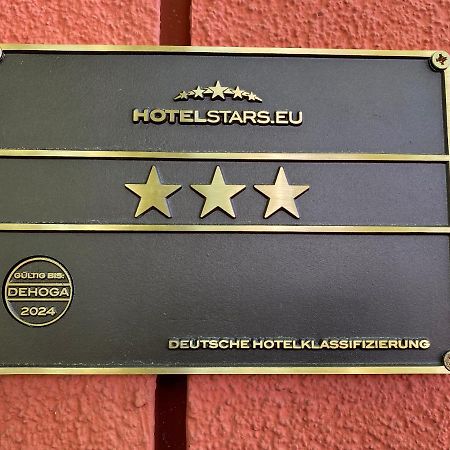 HOTELSTARS.EU
GÜLTIG BIS:
DEHOGA
2024
DEUTSCHE HOTELKLASSIFIZIERUNG